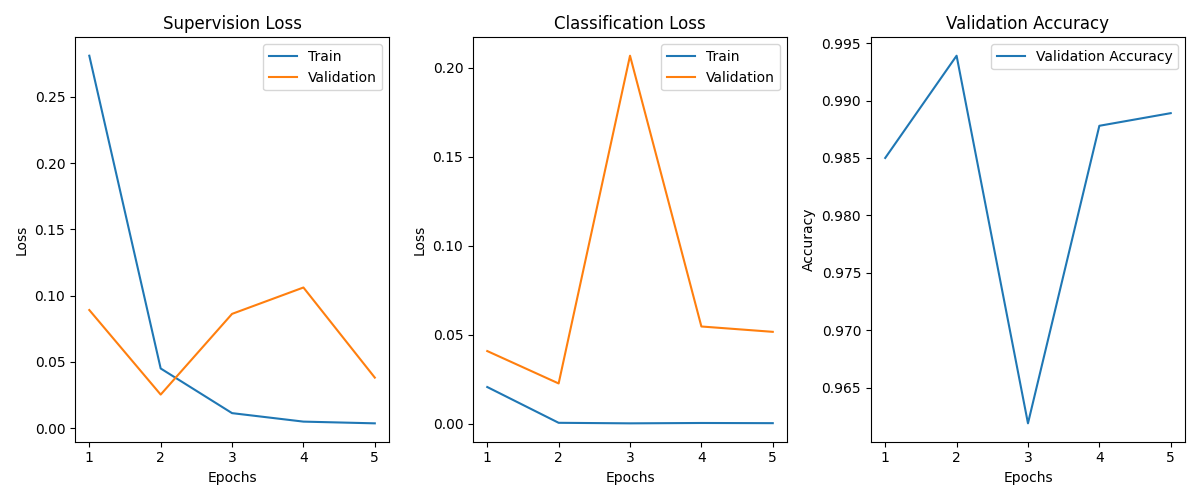 Supervision Loss
Train
Validation
0.25
0.20
0.15
0.10
0.05
0.00
Loss
1 2 3 4 5
Epochs
Classification Loss
Train
Validation
0.20
0.15
0.10
0.05
0.00
Loss
1 2 3 4 5
Epochs
Validation Accuracy
Validation Accuracy
0.995
0.990
0.985
0.980
0.975
0.970
0.965
Accuracy
1 2 3 4 5
Epochs